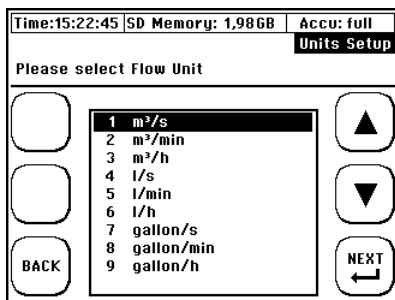 Time:15:22:45 SD Memory: 1,98GB Accu: full
Units Setup
Please select Flow Unit
1 m³/s
2 m³/min
3 m³/h
4 l/s
5 l/min
6 l/h
7 gallon/s
8 gallon/min
9 gallon/h
BACK
NEXT